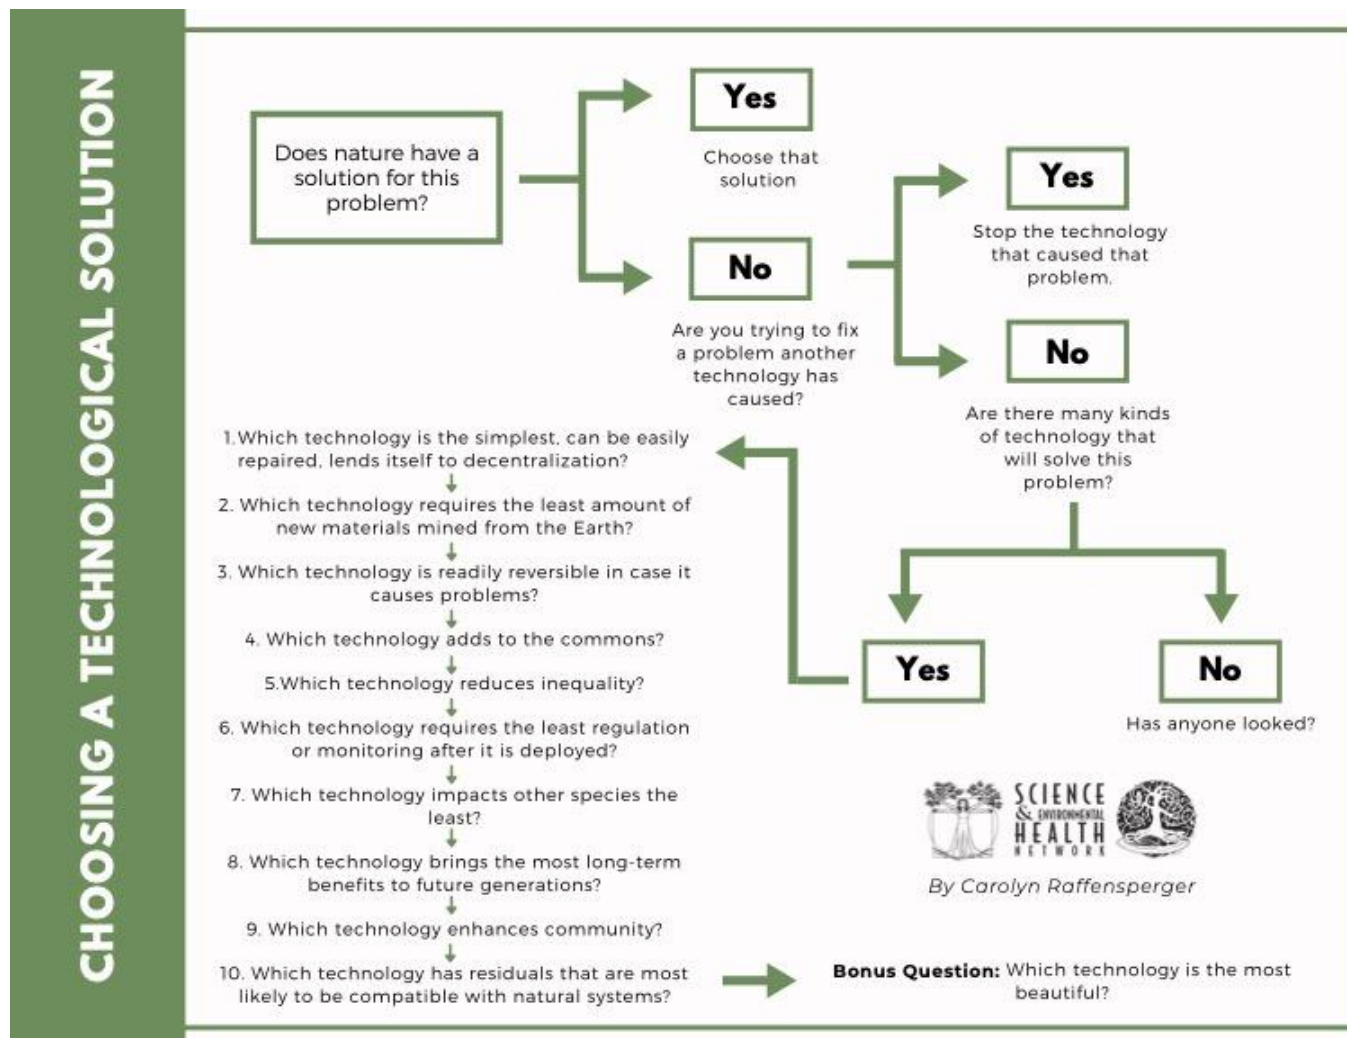 CHOOSING A TECHNOLOGICAL SOLUTION
Does nature have a
solution for this
problem?
Yes
Choose that
solution
No
Are you trying to fix
a problem another
technology has
caused?
Yes
Stop the technology
that caused that
problem.
No
Are there many kinds
of technology that
will solve this
problem?
Yes
No
Has anyone looked?
1.Which technology is the simplest, can be easily
repaired, lends itself to decentralization?
2. Which technology requires the least amount of
new materials mined from the Earth?
3. Which technology is readily reversible in case it
causes problems?
4. Which technology adds to the commons?
5.Which technology reduces inequality?
6. Which technology requires the least regulation
or monitoring after it is deployed?
7. Which technology impacts other species the
least?
8. Which technology brings the most long-term
benefits to future generations?
9. Which technology enhances community?
10. Which technology has residuals that are most
likely to be compatible with natural systems?
Bonus Question: Which technology is the most
beautiful?
SCIENCE
& ENVIRONMENTAL
HEALTH
NETWORK
By Carolyn Raffensperger